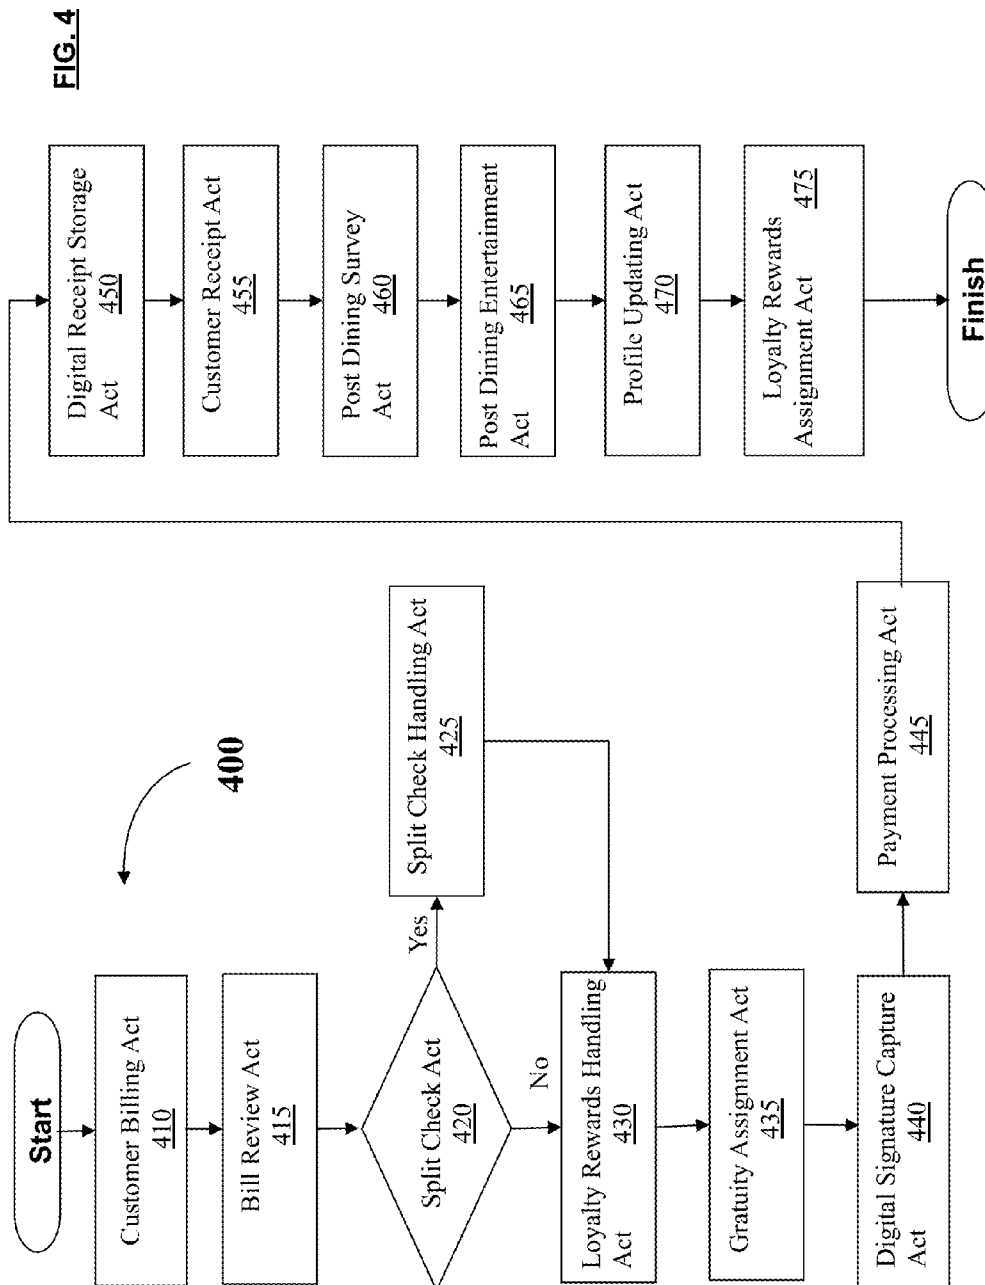 FIG. 4
400
Start
Customer Billing Act
410
Bill Review Act
415
Split Check Act
420
Yes
No
Split Check Handling Act
425
Loyalty Rewards Handling
Act
430
Gratuity Assignment Act
435
Digital Signature Capture
Act
440
Payment Processing Act
445
Digital Receipt Storage
Act
450
Customer Receipt Act
455
Post Dining Survey
Act
460
Post Dining Entertainment
Act
465
Profile Updating Act
470
Loyalty Rewards
Assignment Act
475
Finish